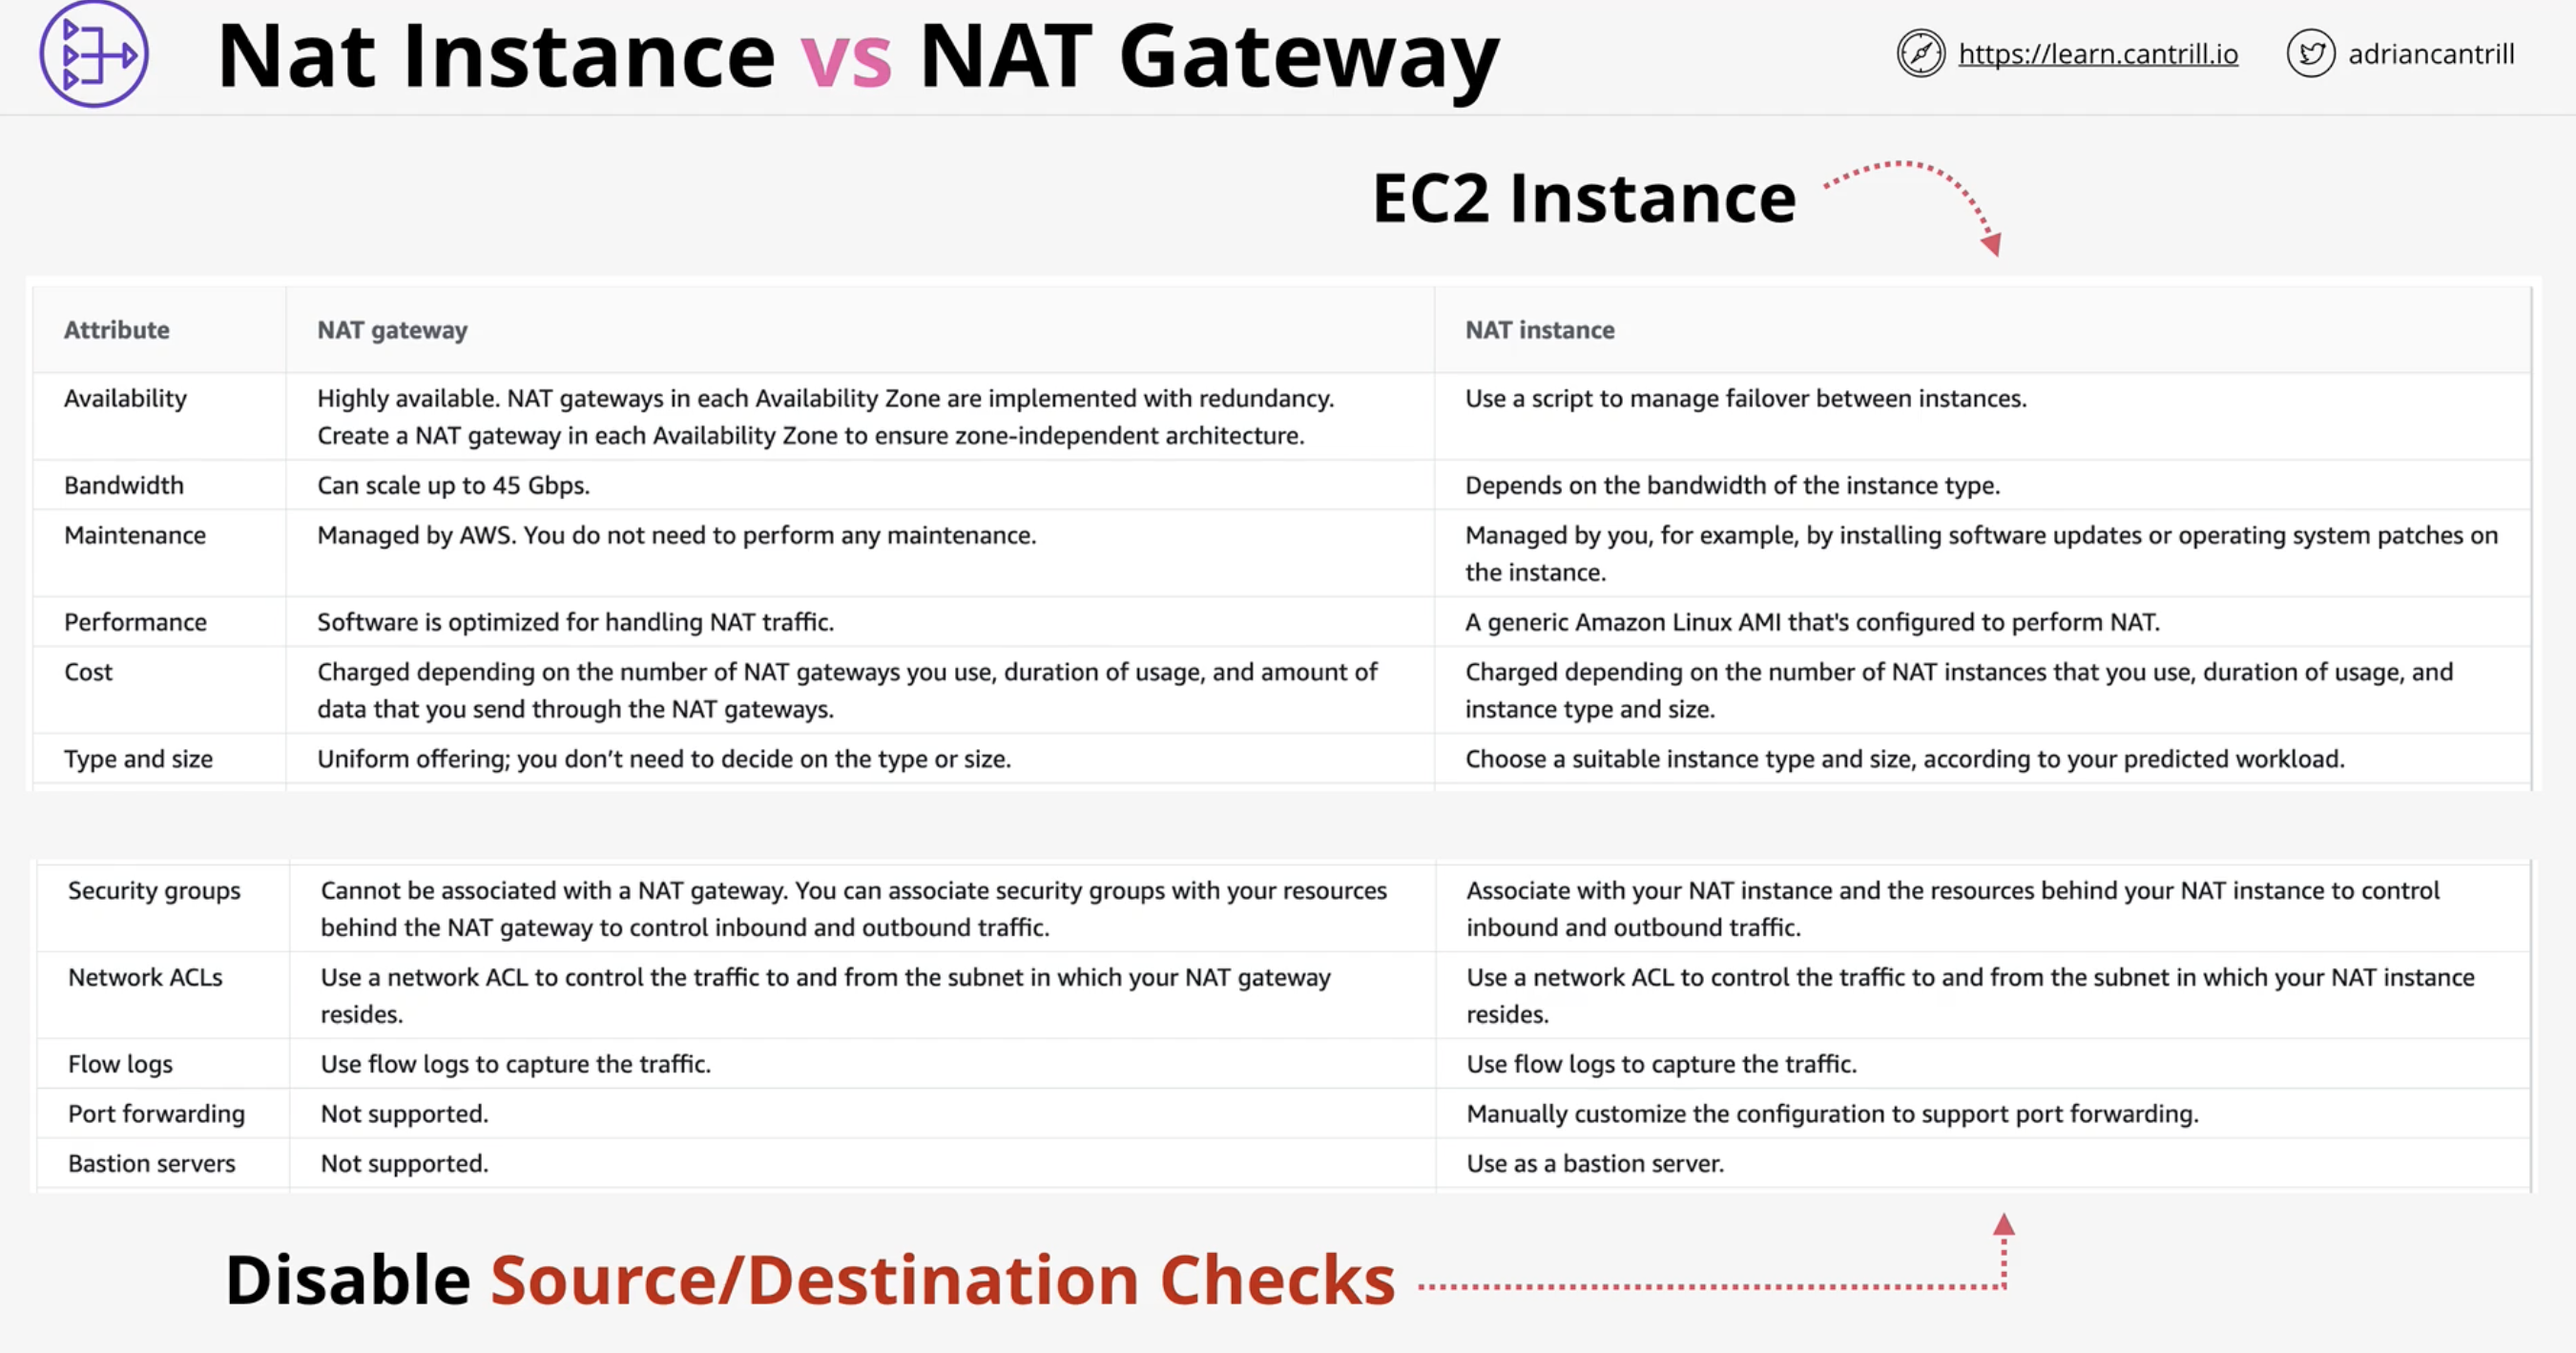 Nat Instance vs NAT Gateway
https://learn.cantrill.io
adriancantrill
EC2 Instance
Attribute
NAT gateway
NAT instance
Availability
Highly available. NAT gateways in each Availability Zone are implemented with redundancy.
Create a NAT gateway in each Availability Zone to ensure zone-independent architecture.
Use a script to manage failover between instances.
Bandwidth
Can scale up to 45 Gbps.
Depends on the bandwidth of the instance type.
Maintenance
Managed by AWS. You do not need to perform any maintenance.
Managed by you, for example, by installing software updates or operating system patches on
the instance.
Performance
Software is optimized for handling NAT traffic.
A generic Amazon Linux AMI that's configured to perform NAT.
Cost
Charged depending on the number of NAT gateways you use, duration of usage, and amount of
data that you send through the NAT gateways.
Charged depending on the number of NAT instances that you use, duration of usage, and
instance type and size.
Type and size
Uniform offering; you don’t need to decide on the type or size.
Choose a suitable instance type and size, according to your predicted workload.
Security groups
Cannot be associated with a NAT gateway. You can associate security groups with your resources
behind the NAT gateway to control inbound and outbound traffic.
Associate with your NAT instance and the resources behind your NAT instance to control
inbound and outbound traffic.
Network ACLs
Use a network ACL to control the traffic to and from the subnet in which your NAT gateway
resides.
Use a network ACL to control the traffic to and from the subnet in which your NAT instance
resides.
Flow logs
Use flow logs to capture the traffic.
Use flow logs to capture the traffic.
Port forwarding
Not supported.
Manually customize the configuration to support port forwarding.
Bastion servers
Not supported.
Use as a bastion server.
Disable Source/Destination Checks